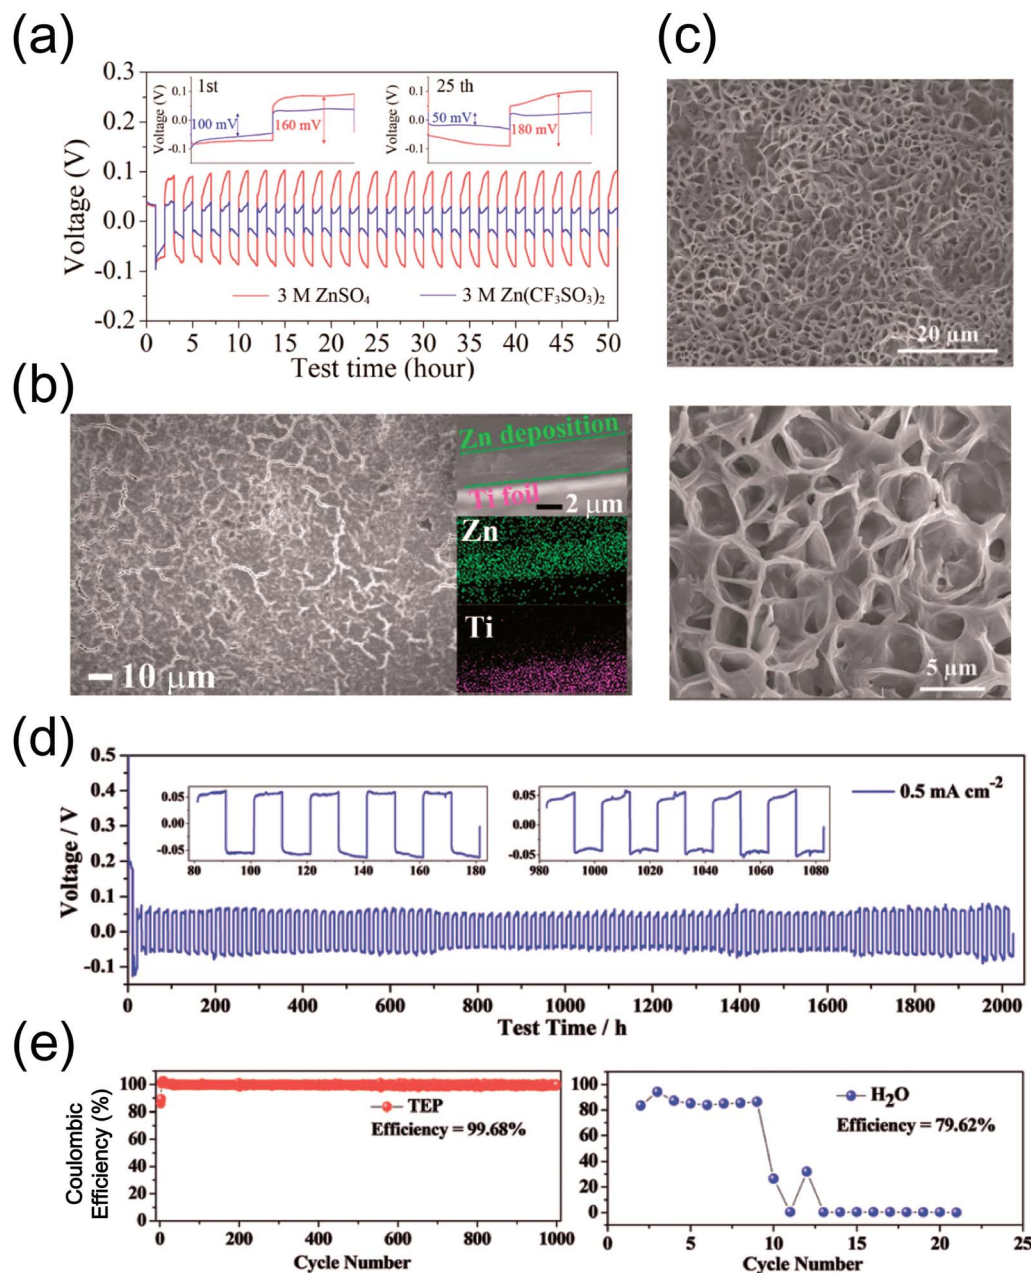 (a)
0.3
0.2
0.1
0.0
-0.1
-0.2
Voltage (V)
Voltage (V)
0.1
0.0
-0.1
1st
100 mV
160 mV
Voltage (V)
0.1
0.0
-0.1
25 th
50 mV
180 mV
3 M ZnSO₄
3 M Zn(CF₃SO₃)₂
0 5 10 15 20 25 30 35 40 45 50
Test time (hour)
(b)
10 μm
Zn deposition
Ti foil
2 μm
Zn
Ti
(c)
20 μm
5 μm
(d)
0.5
0.4
0.3
0.2
0.1
0.0
-0.1
Voltage / V
0.05
0.00
-0.05
80 100 120 140 160 180
0.05
0.00
-0.05
980 1000 1020 1040 1060 1080
0.5 mA cm⁻²
0 200 400 600 800 1000 1200 1400 1600 1800 2000
Test Time / h
(e)
Coulombic
Efficiency (%)
100
80
60
40
20
0
TEP
Efficiency = 99.68%
0 200 400 600 800 1000
Cycle Number
100
80
60
40
20
0
H₂O
Efficiency = 79.62%
0 5 10 15 20 25
Cycle Number